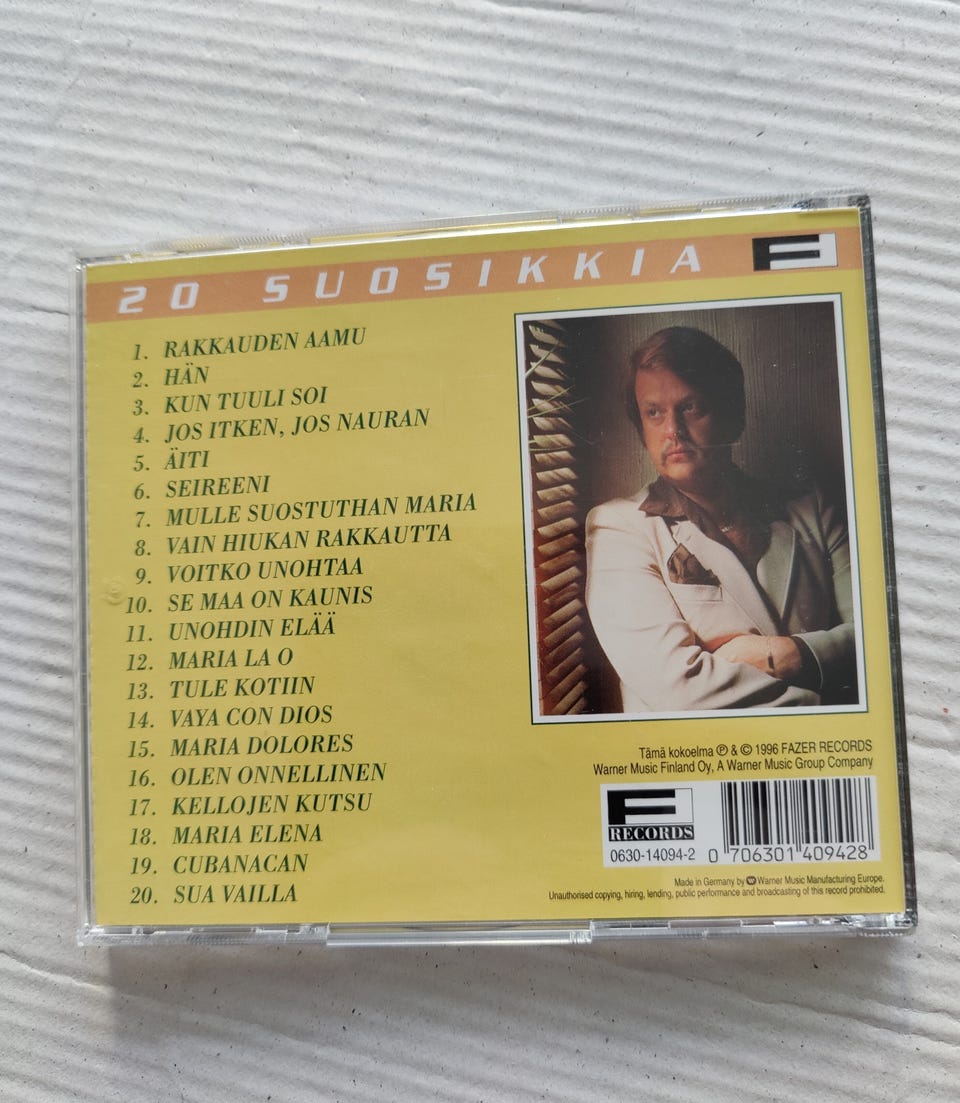 20 SUOSIKKIA F
1. RAKKAUDEN AAMU
2. HÄN
3. KUN TUULI SOI
4. JOS ITKEN, JOS NAURAN
5. ÄITI
6. SEIREENI
7. MULLE SUOSTUTHAN MARIA
8. VAIN HIUKAN RAKKAUTTA
9. VOITKO UNOHTAA
10. SE MAA ON KAUNIS
11. UNOHDIN ELÄÄ
12. MARIA LA O
13. TULE KOTIIN
14. VAYA CON DIOS
15. MARIA DOLORES
16. OLEN ONNELLINEN
17. KELLOJEN KUTSU
18. MARIA ELENA
19. CUBANACAN
20. SUA VAILLA
Tämä kokoelma ℗ & © 1996 FAZER RECORDS
Warner Music Finland Oy, A Warner Music Group Company
F
RECORDS
0630-14094-2
0 706301 409428
Made in Germany by Warner Music Manufacturing Europe.
Unauthorised copying, hiring, lending, public performance and broadcasting of this record prohibited.